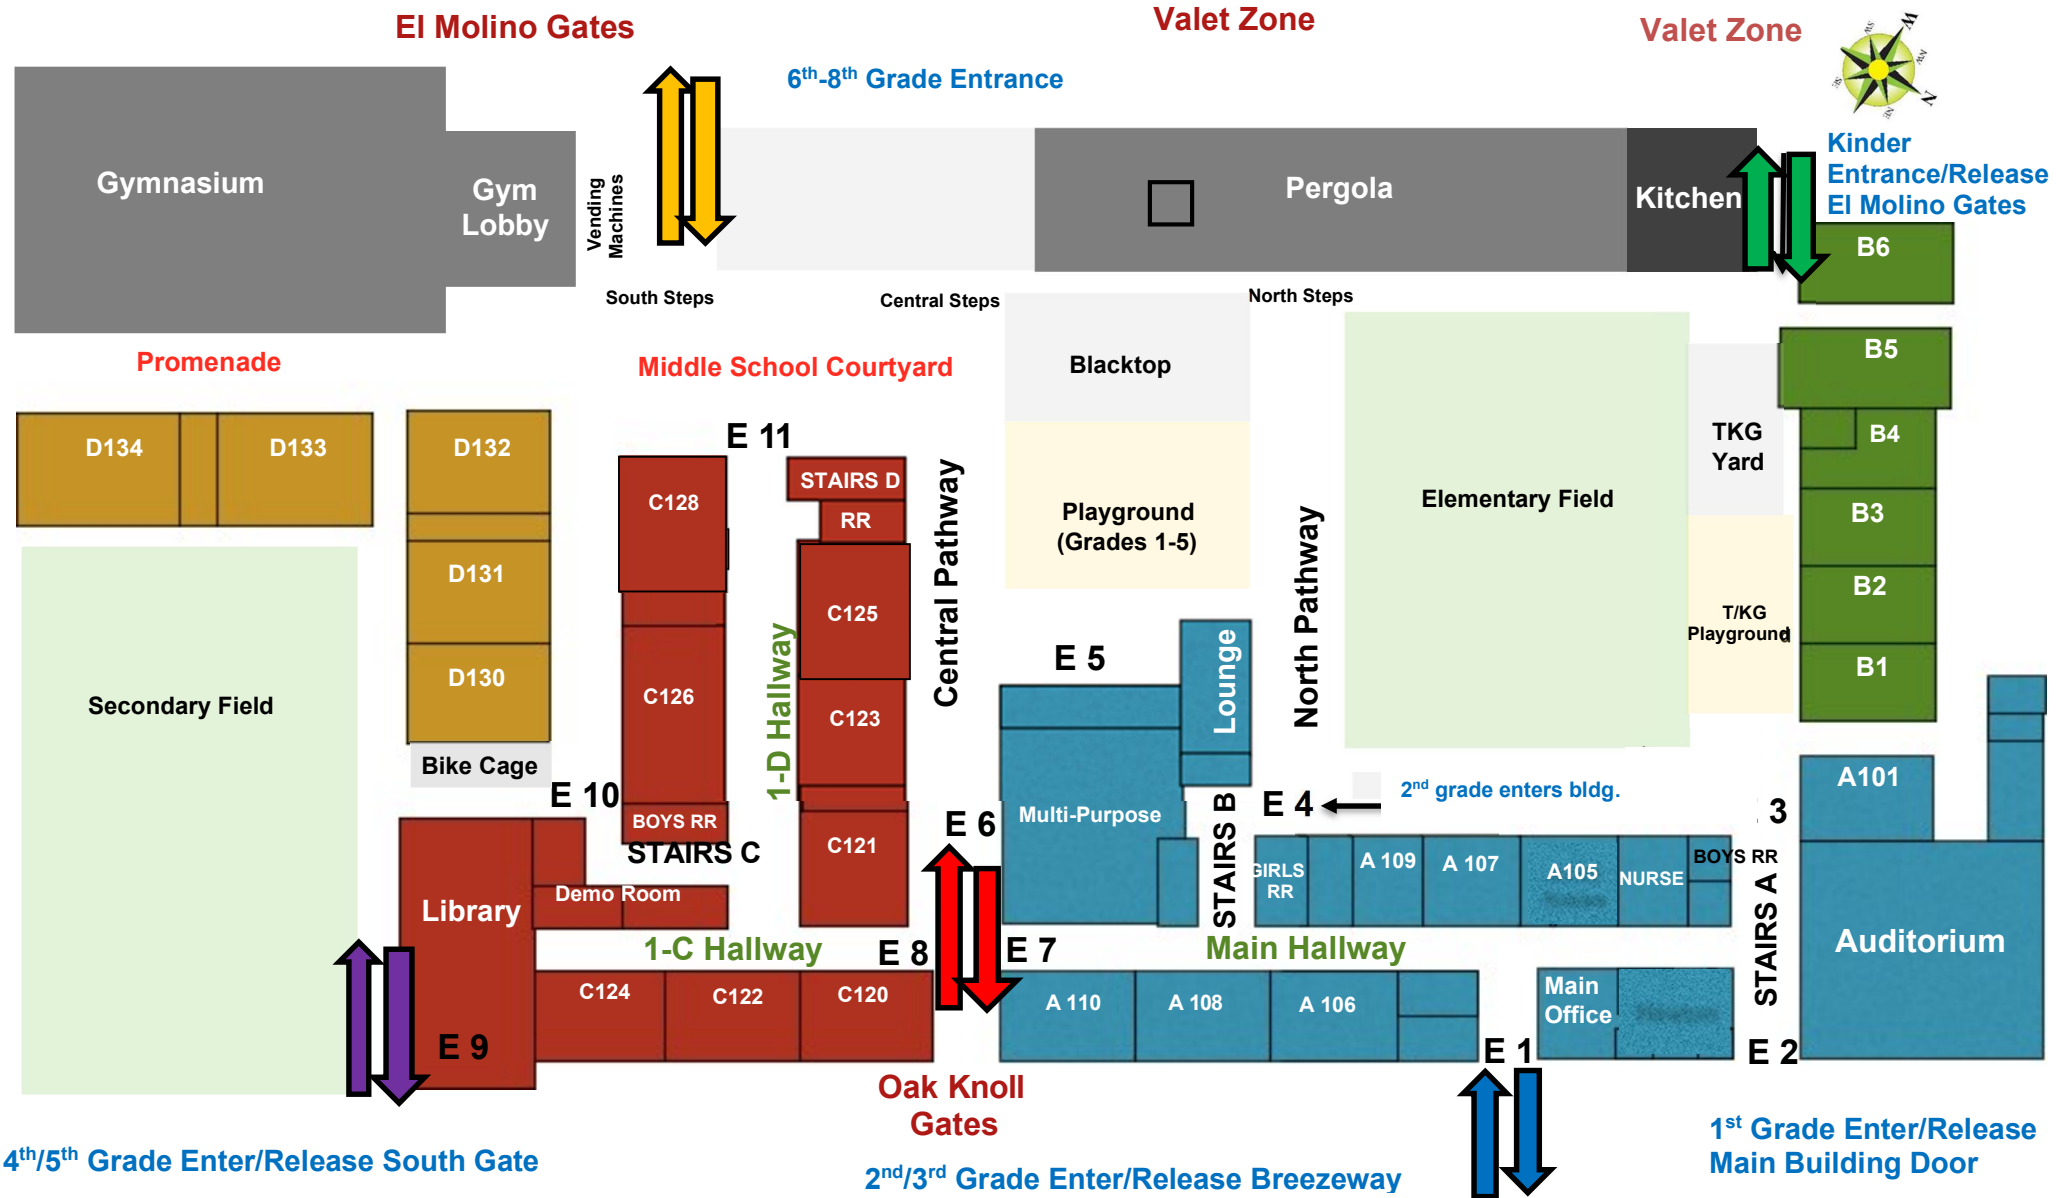 El Molino Gates
Valet Zone
Valet Zone
6th-8th Grade Entrance
W
NW
N
NE
SE
SW
Kinder
Entrance/Release
El Molino Gates
Gymnasium
Gym
Lobby
Vending
Machines
Pergola
Kitchen
B6
South Steps
Central Steps
North Steps
Promenade
Middle School Courtyard
Blacktop
B5
D134
D133
D132
E 11
TKG
Yard
B4
C128
STAIRS D
RR
Central Pathway
Playground
(Grades 1-5)
Elementary Field
North Pathway
B3
D131
C125
B2
T/KG
Playground
1-D Hallway
E 5
Lounge
D130
C126
C123
B1
Secondary Field
Bike Cage
E 10
BOYS RR
STAIRS C
C121
E 6
Multi-Purpose
STAIRS B
E 4
2nd grade enters bldg.
A101
3
GIRLS
RR
A 109
A 107
A105
NURSE
BOYS RR
STAIRS A
Library
Demo Room
1-C Hallway
E 8
E 7
Main Hallway
Auditorium
C124
C122
C120
A 110
A 108
A 106
Main
Office
E 9
E 1
E 2
Oak Knoll
Gates
4th/5th Grade Enter/Release South Gate
2nd/3rd Grade Enter/Release Breezeway
1st Grade Enter/Release
Main Building Door